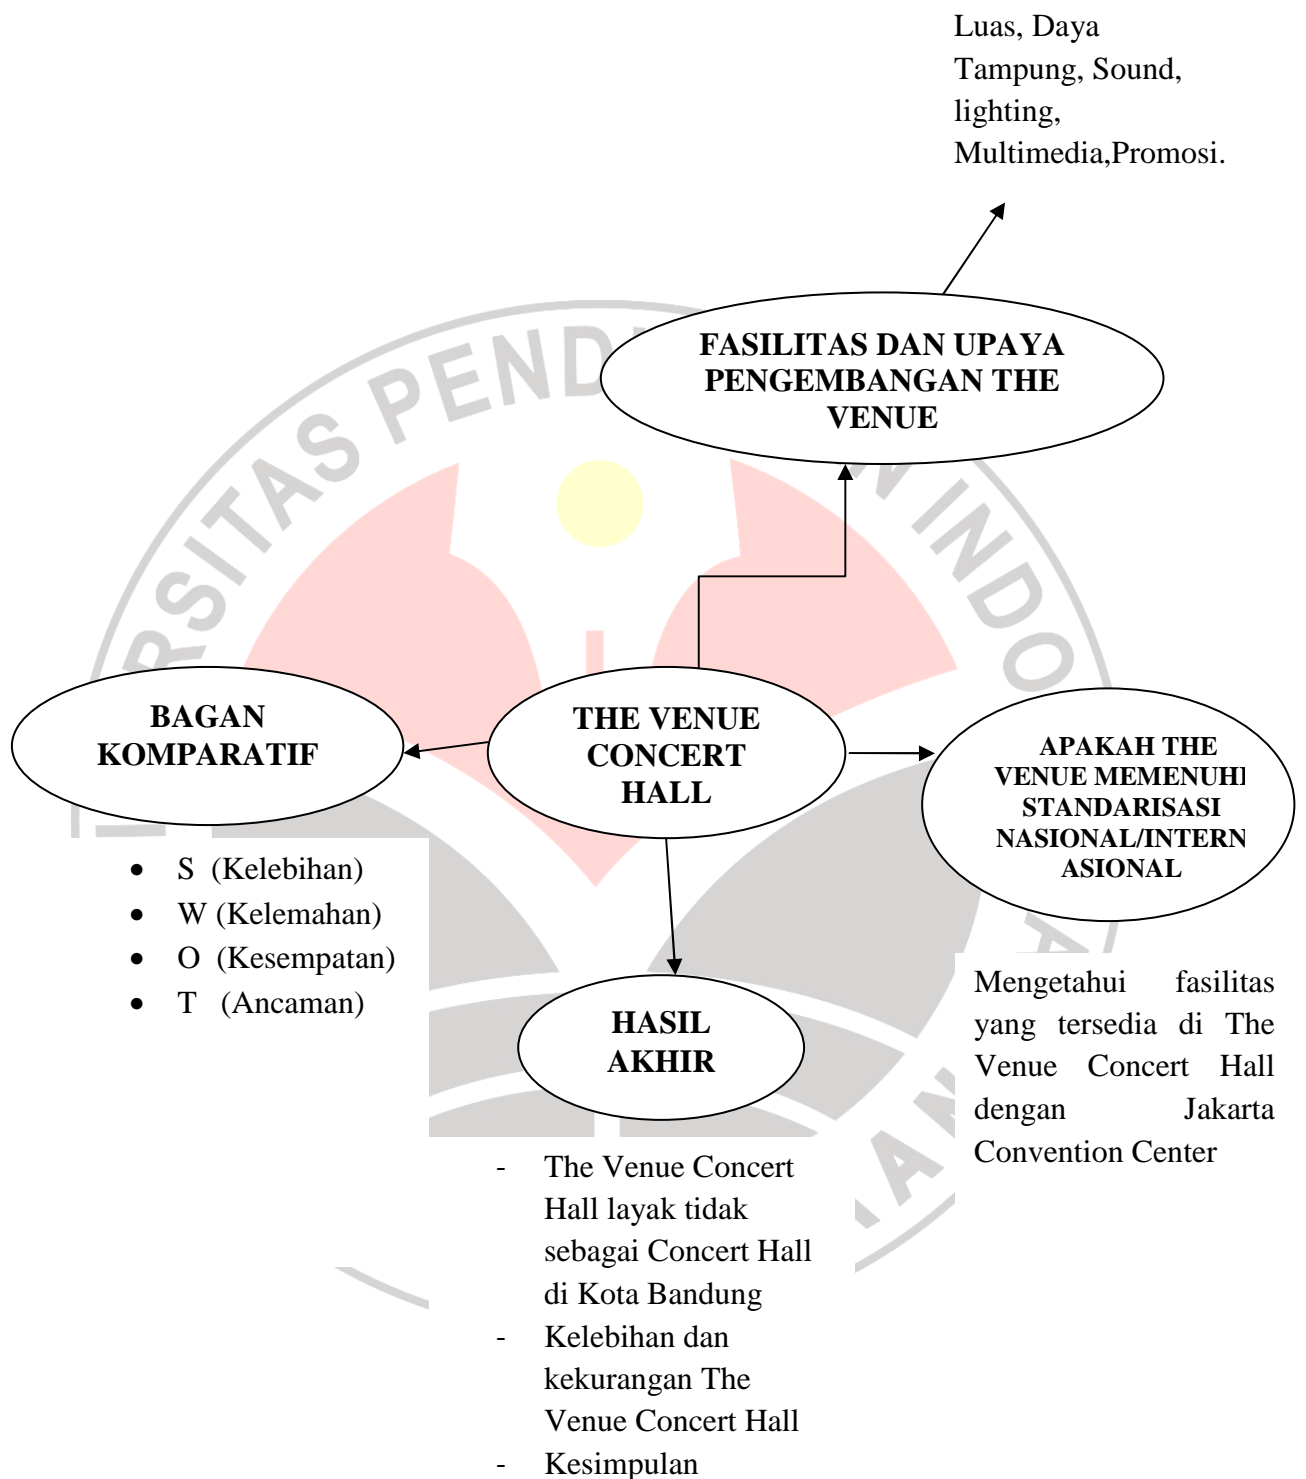 Luas, Daya
Tampung, Sound,
lighting,
Multimedia,Promosi.
FASILITAS DAN UPAYA
PENGEMBANGAN THE
VENUE
BAGAN
KOMPARATIF
THE VENUE
CONCERT
HALL
APAKAH THE
VENUE MEMENUHI
STANDARISASI
NASIONAL/INTERN
ASIONAL
• S (Kelebihan)
• W (Kelemahan)
• O (Kesempatan)
• T (Ancaman)
HASIL
AKHIR
Mengetahui fasilitas
yang tersedia di The
Venue Concert Hall
dengan Jakarta
Convention Center
- The Venue Concert
Hall layak tidak
sebagai Concert Hall
di Kota Bandung
- Kelebihan dan
kekurangan The
Venue Concert Hall
- Kesimpulan